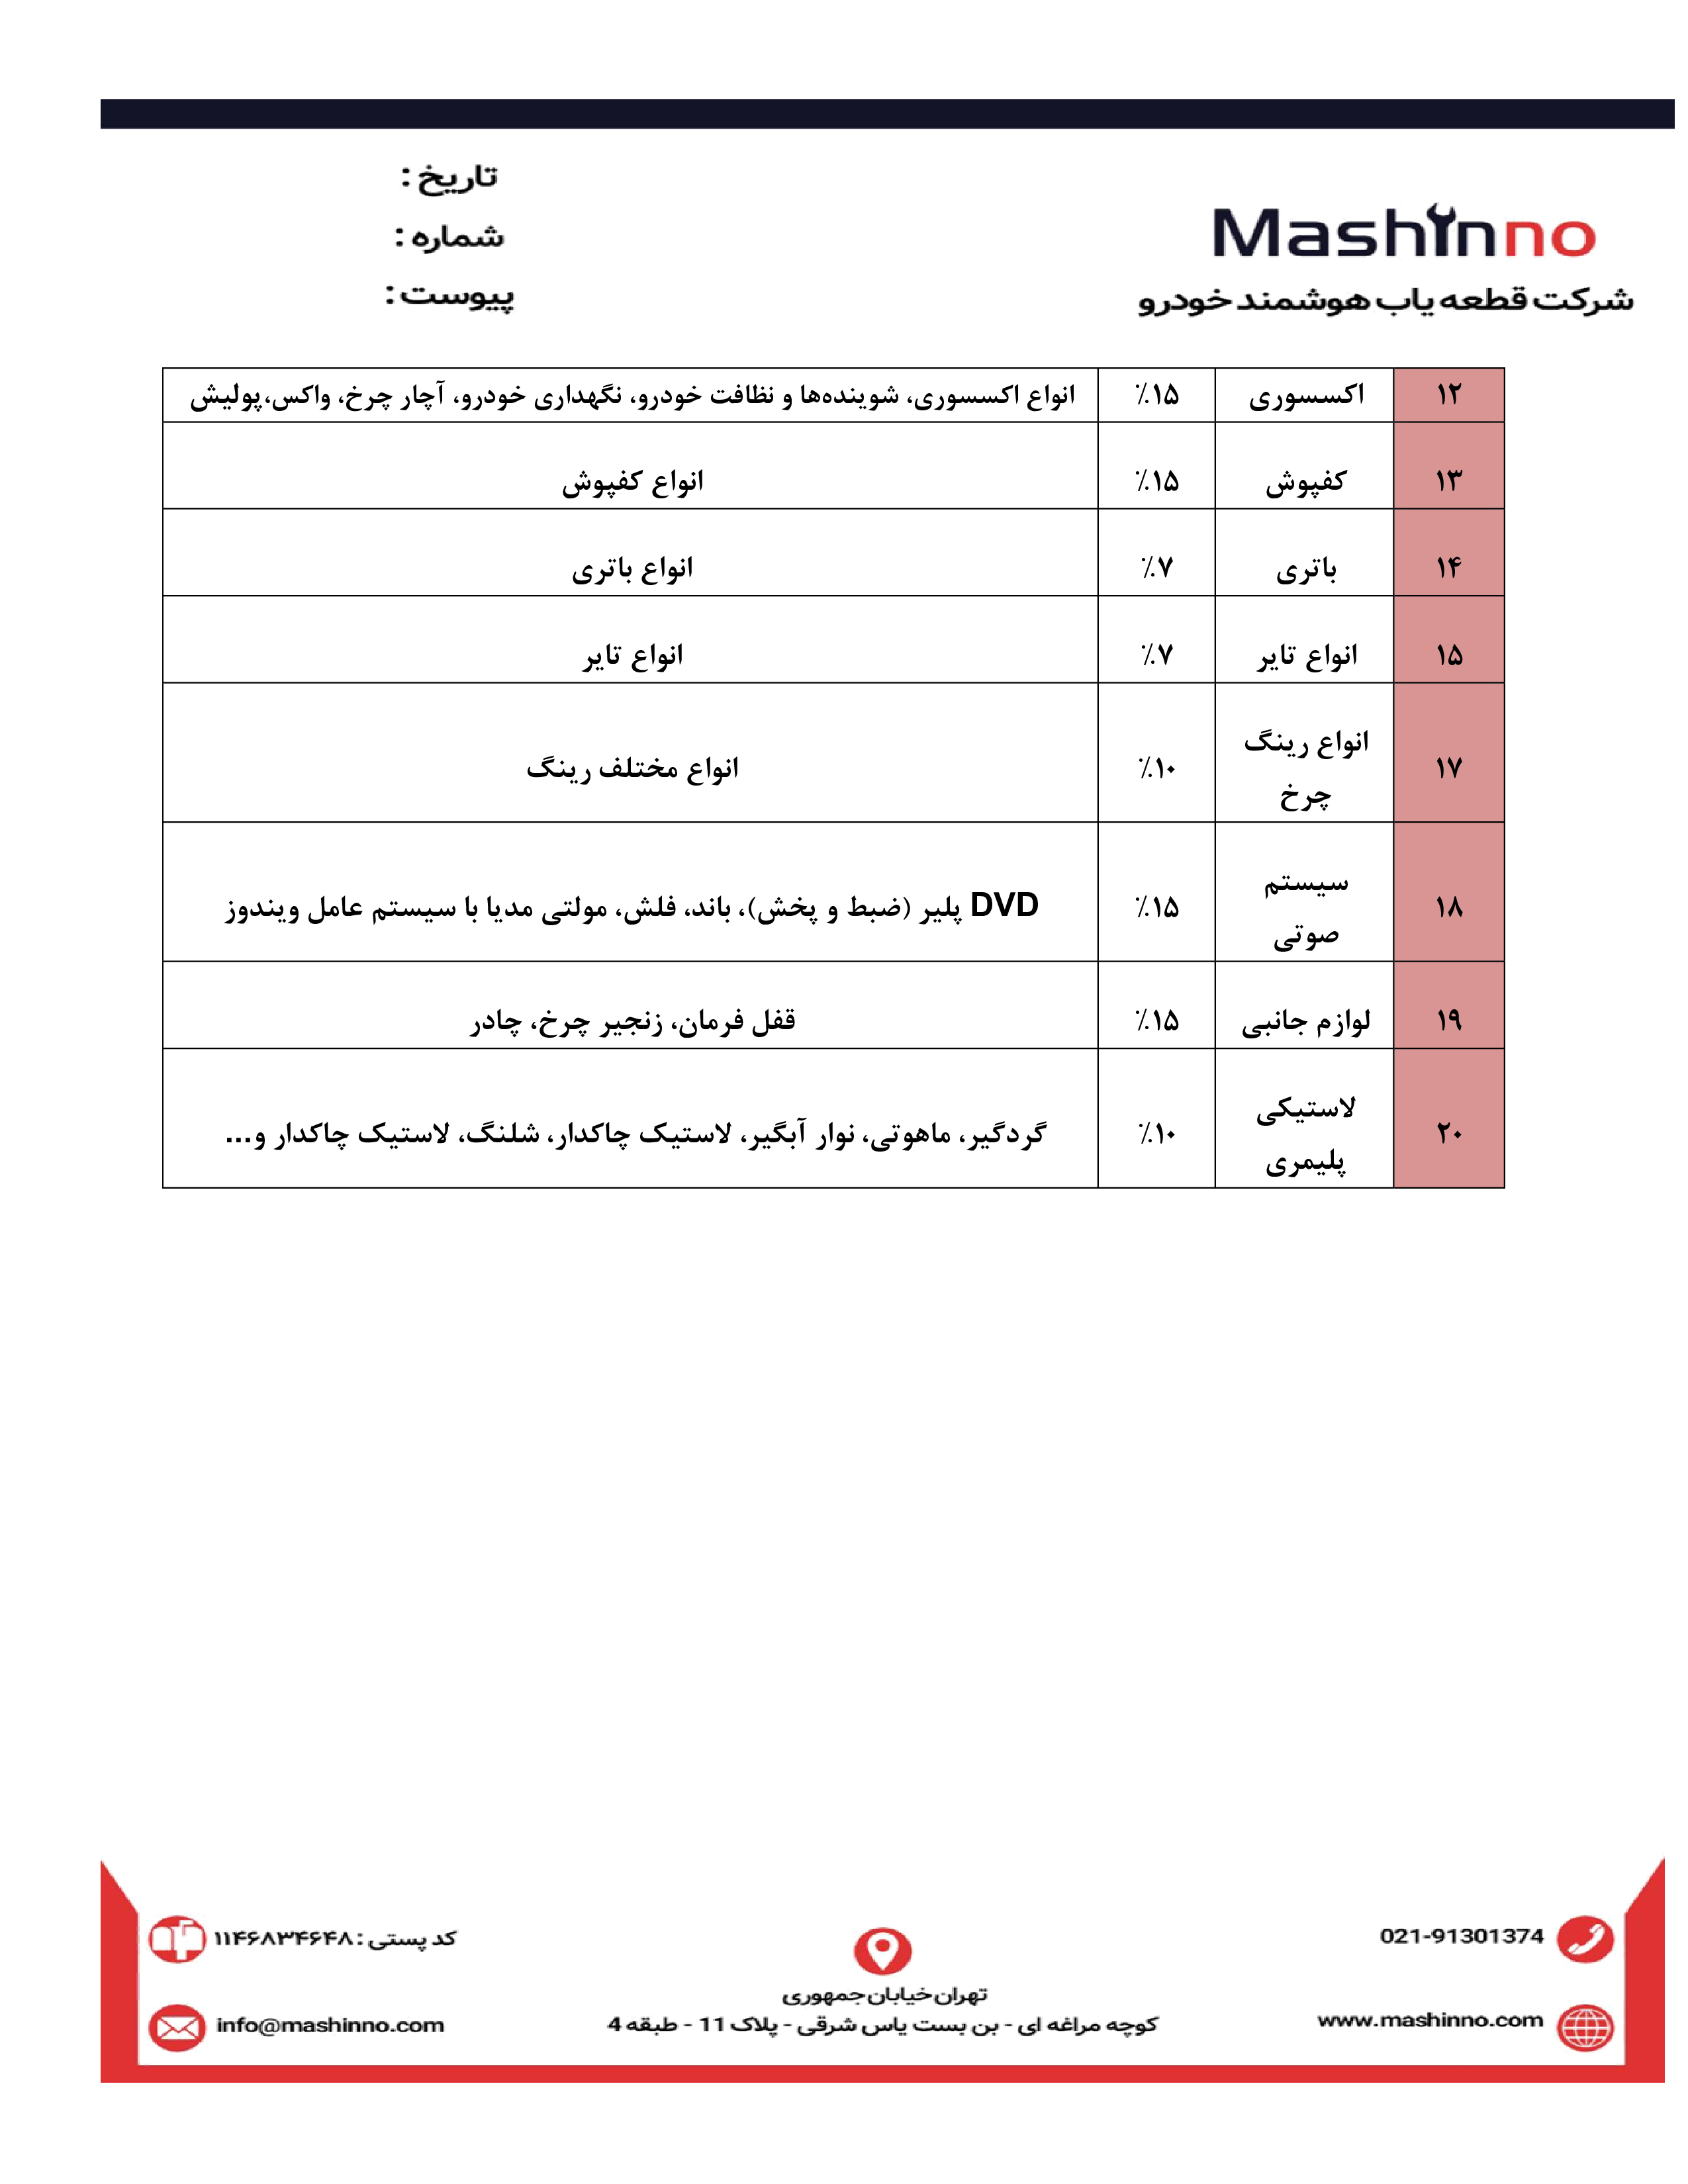 تاریخ :
شماره :
پیوست :
Mashinno
شرکت قطعه یاب هوشمند خودرو
۱۲ اکسسوری ۱۵٪ انواع اکسسوری، شوینده‌ها و نظافت خودرو، نگهداری خودرو، آچار چرخ، واکس،پولیش
۱۳ کفپوش ۱۵٪ انواع کفپوش
۱۴ باتری ۷٪ انواع باتری
۱۵ انواع تایر ۷٪ انواع تایر
۱۷ انواع رینگ
چرخ
۱۰٪ انواع مختلف رینگ
۱۸ سیستم
صوتی
۱۵٪ DVD پلیر (ضبط و پخش)، باند، فلش، مولتی مدیا با سیستم عامل ویندوز
۱۹ لوازم جانبی ۱۵٪ قفل فرمان، زنجیر چرخ، چادر
۲۰ لاستیکی
پلیمری
۱۰٪ گردگیر، ماهوتی، نوار آبگیر، لاستیک چاکدار، شلنگ، لاستیک چاکدار و...
021-91301374
www.mashinno.com
تهران خیابان جمهوری
کوچه مراغه ای - بن بست یاس شرقی - پلاک 11 - طبقه 4
کد پستی : ۱۱۴۶۸۳۴۶۴۸
info@mashinno.com